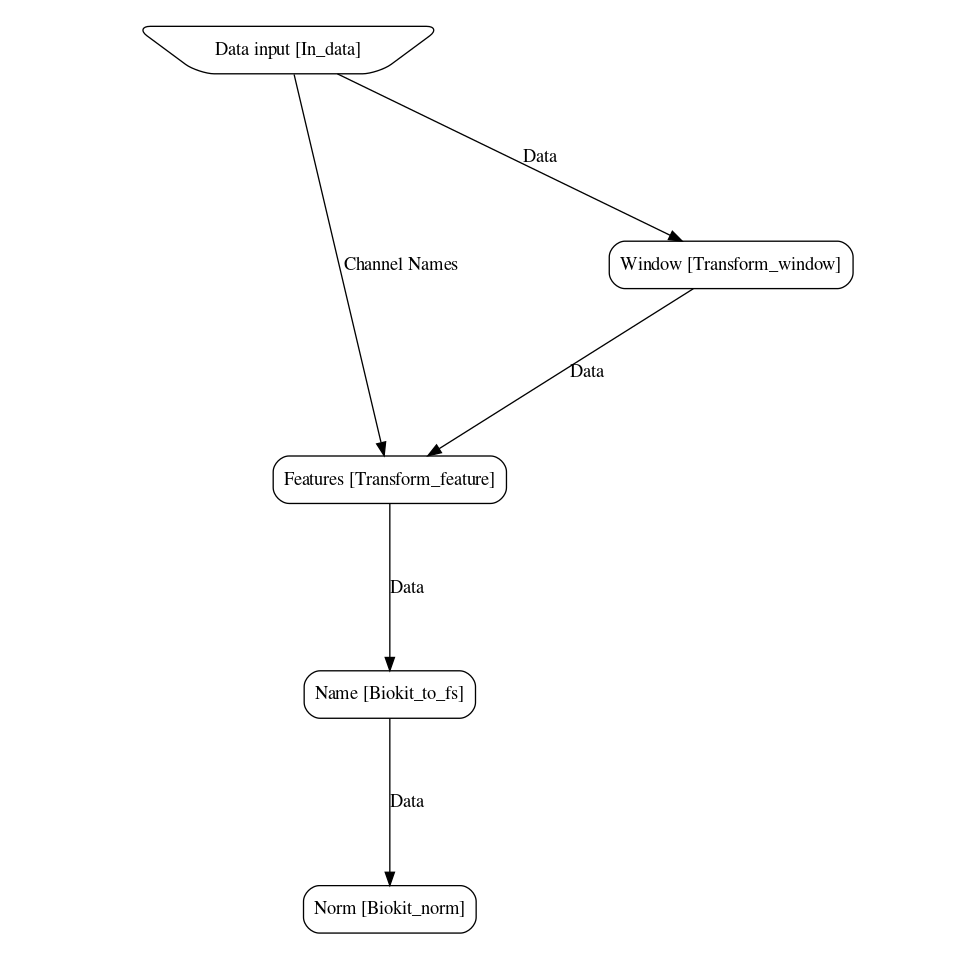 Data input [In_data]
Data
Window [Transform_window]
Channel Names
Data
Features [Transform_feature]
Data
Name [Biokit_to_fs]
Data
Norm [Biokit_norm]